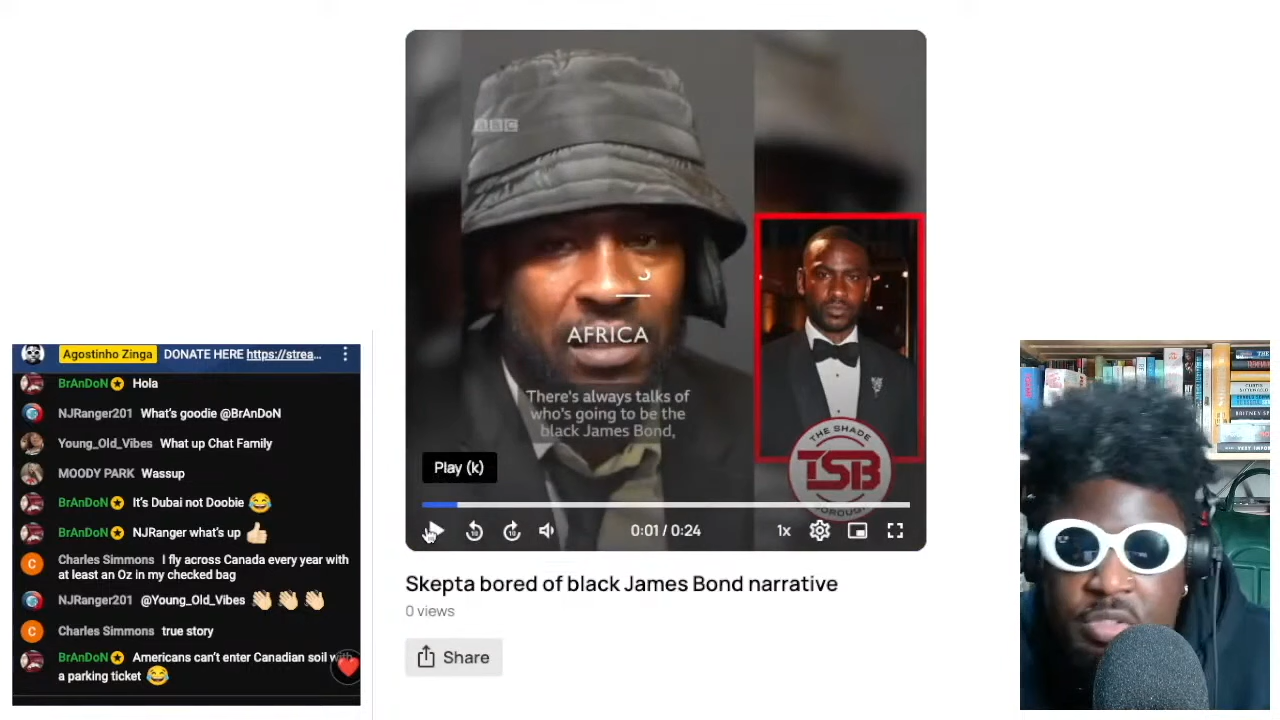 BBC
AFRICA
There's always talks of
who's going to be the
black James Bond,
THE SHADE
TSB
BOROUGH
Play (k)
10
10
0:01 / 0:24
1x
Skepta bored of black James Bond narrative
0 views
Share
Agostinho Zinga DONATE HERE https://strea...
BrAnDoN Hola
NJRanger201 What's goodie @BrAnDoN
Young_Old_Vibes What up Chat Family
MOODY PARK Wassup
BrAnDoN It's Dubai not Doobie 😂
BrAnDoN NJRanger what's up 👍🏻
C Charles Simmons I fly across Canada every year with
at least an Oz in my checked bag
NJRanger201 @Young_Old_Vibes 👏🏻 👏🏻 👏🏻
C Charles Simmons true story
BrAnDoN Americans can't enter Canadian soil with
a parking ticket 😂